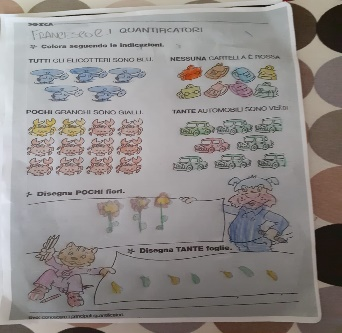 I QUANTIFICATORI
Colora seguendo le indicazioni.
TUTTI GLI ELICOTTERI SONO BLU.
NESSUNA CARTELLA È ROSSA
POCHI GRANCHI SONO GIALLI.
TANTE AUTOMOBILI SONO VERDI
Disegna POCHI fiori.
Disegna TANTE foglie.